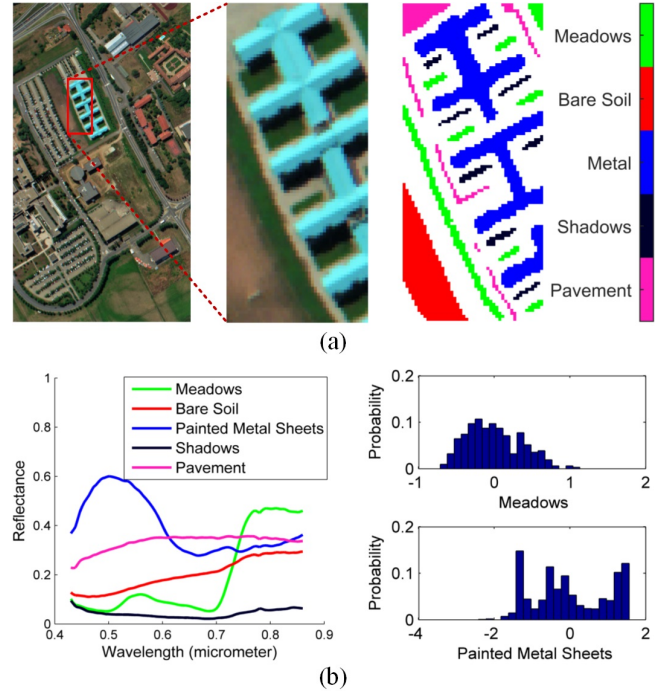 Meadows
Bare Soil
Metal
Shadows
Pavement
(a)
1
0.8
0.6
0.4
0.2
0
0.4 0.5 0.6 0.7 0.8 0.9
Reflectance
Wavelength (micrometer)
Meadows
Bare Soil
Painted Metal Sheets
Shadows
Pavement
0.2
0.1
0
-1 0 1 2
Probability
Meadows
0.2
0.1
0
-4 -2 0 2
Probability
Painted Metal Sheets
(b)